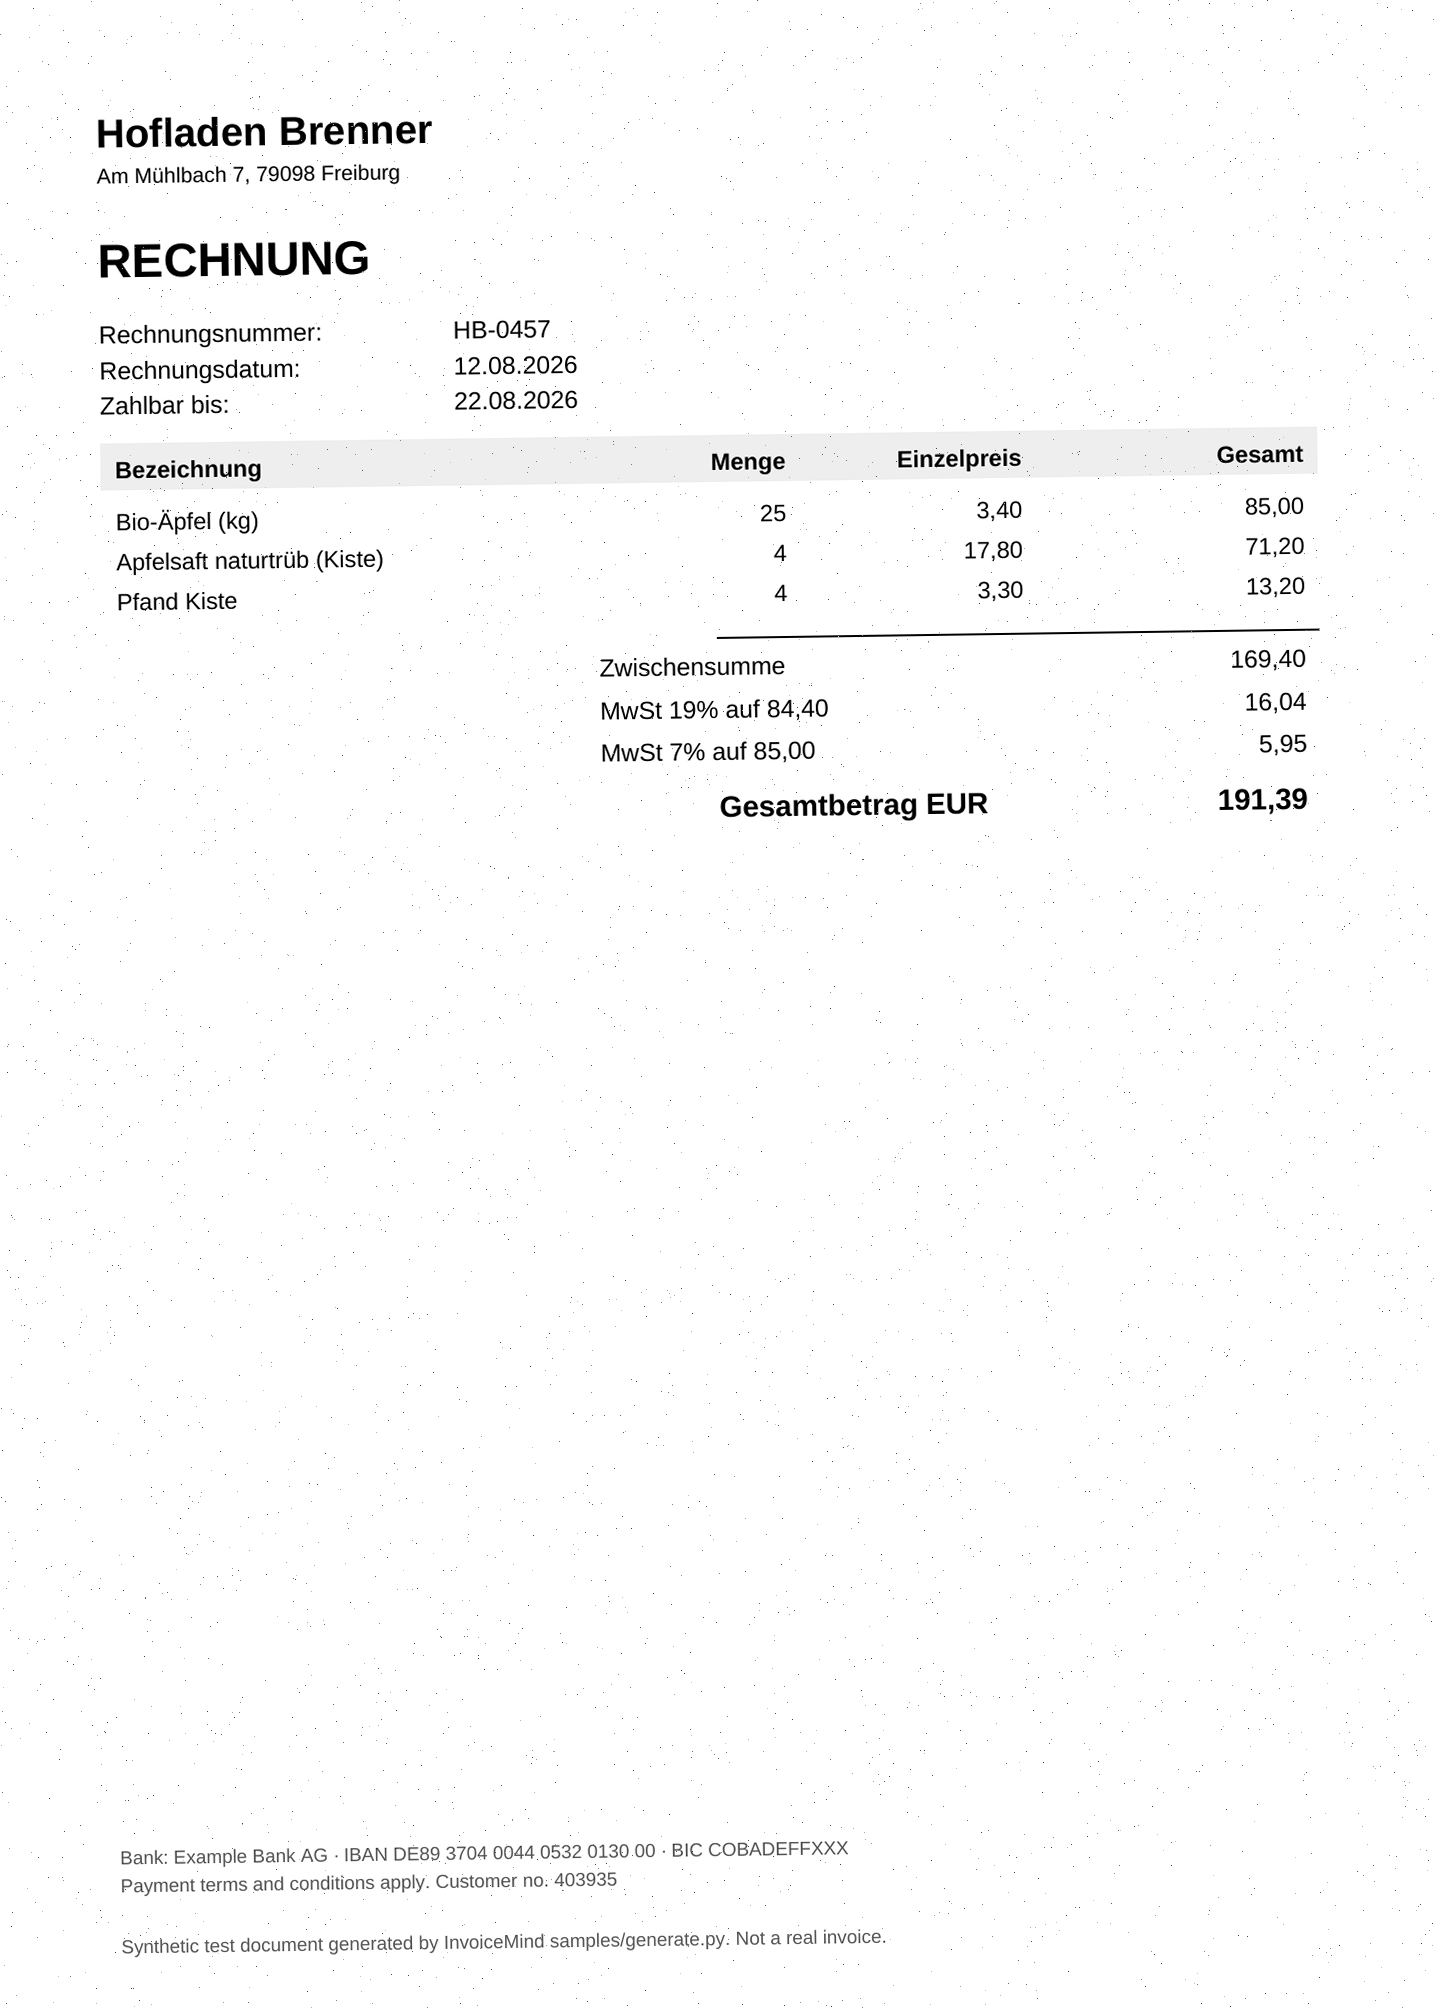 Hofladen Brenner
Am Mühlbach 7, 79098 Freiburg
RECHNUNG
Rechnungsnummer: HB-0457
Rechnungsdatum: 12.08.2026
Zahlbar bis: 22.08.2026
Bezeichnung Menge Einzelpreis Gesamt
Bio-Äpfel (kg) 25 3,40 85,00
Apfelsaft naturtrüb (Kiste) 4 17,80 71,20
Pfand Kiste 4 3,30 13,20
Zwischensumme 169,40
MwSt 19% auf 84,40 16,04
MwSt 7% auf 85,00 5,95
Gesamtbetrag EUR 191,39
Bank: Example Bank AG · IBAN DE89 3704 0044 0532 0130 00 · BIC COBADEFFXXX
Payment terms and conditions apply. Customer no. 403935
Synthetic test document generated by InvoiceMind samples/generate.py. Not a real invoice.